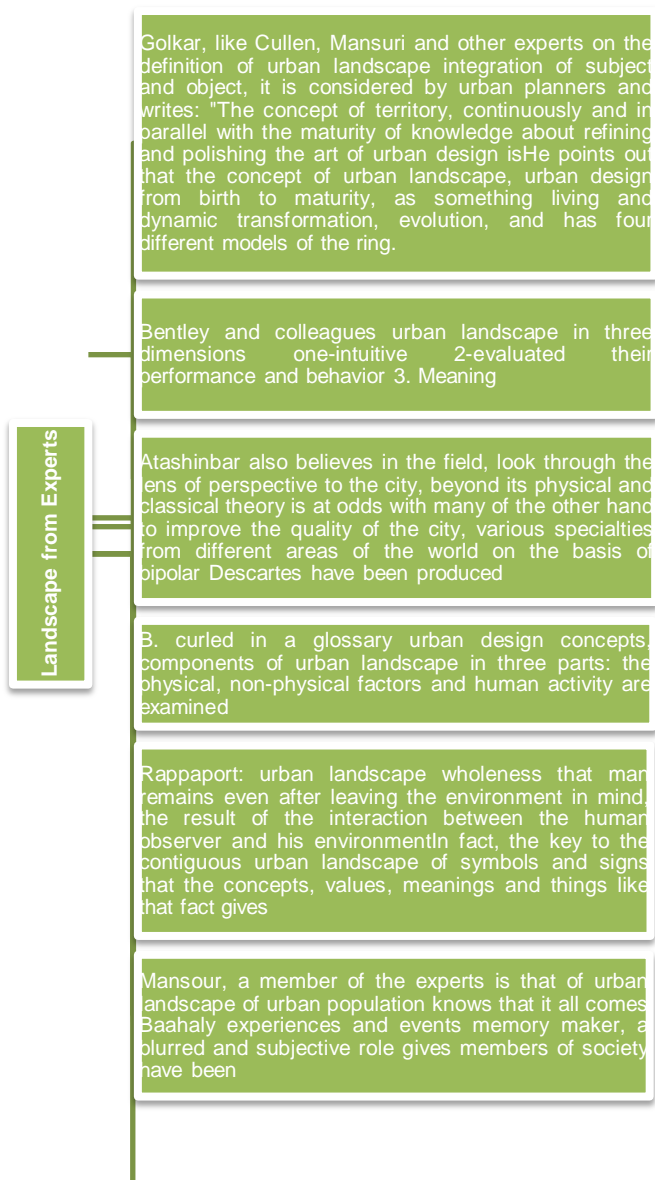 Landscape from Experts
Golkar, like Cullen, Mansuri and other experts on the
definition of urban landscape integration of subject
and object, it is considered by urban planners and
writes: "The concept of territory, continuously and in
parallel with the maturity of knowledge about refining
and polishing the art of urban design isHe points out
that the concept of urban landscape, urban design
from birth to maturity, as something living and
dynamic transformation, evolution, and has four
different models of the ring.
Bentley and colleagues urban landscape in three
dimensions one-intuitive 2-evaluated their
performance and behavior 3. Meaning
Atashinbar also believes in the field, look through the
lens of perspective to the city, beyond its physical and
classical theory is at odds with many of the other hand
to improve the quality of the city, various specialties
from different areas of the world on the basis of
bipolar Descartes have been produced
B. curled in a glossary urban design concepts,
components of urban landscape in three parts: the
physical, non-physical factors and human activity are
examined
Rappaport: urban landscape wholeness that man
remains even after leaving the environment in mind,
the result of the interaction between the human
observer and his environmentIn fact, the key to the
contiguous urban landscape of symbols and signs
that the concepts, values, meanings and things like
that fact gives
Mansour, a member of the experts is that of urban
landscape of urban population knows that it all comes
Baahaly experiences and events memory maker, a
blurred and subjective role gives members of society
have been